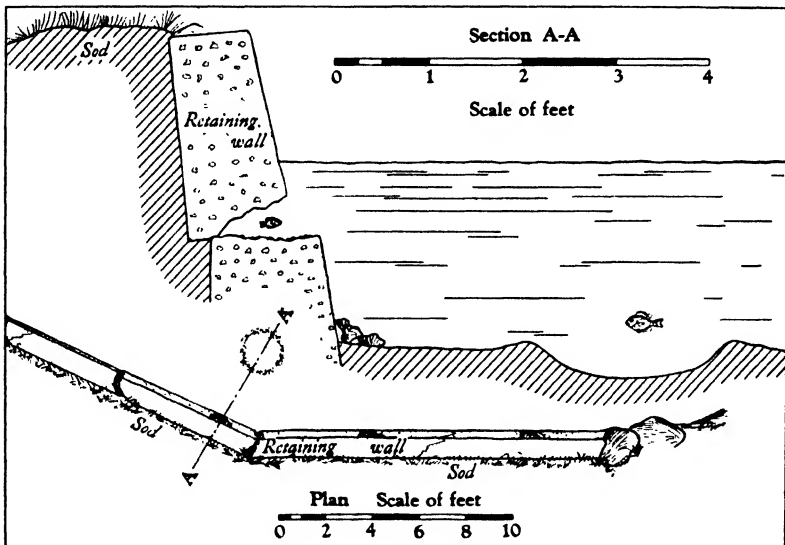 Sod
Section A-A
0 1 2 3 4
Scale of feet
Retaining
wall
A
Sod
Retaining wall
A
Sod
Plan Scale of feet
0 2 4 6 8 10